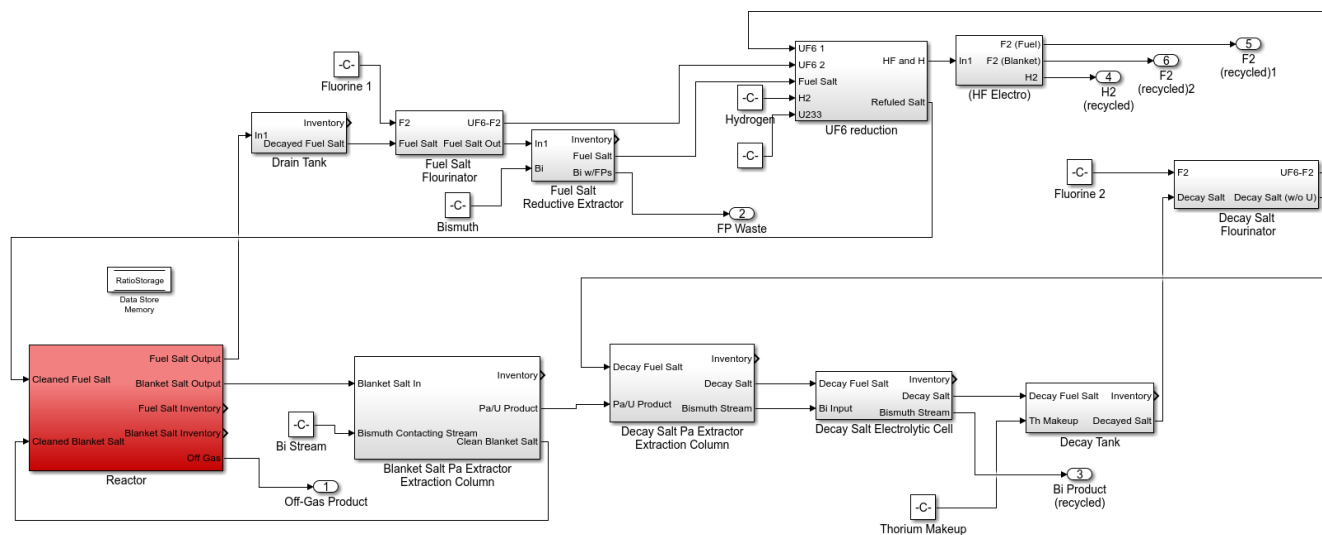 -C-
Fluorine 1
In1
Inventory
Decayed Fuel Salt
Drain Tank
F2
Fuel Salt
UF6-F2
Fuel Salt Out
Fuel Salt
Flourinator
In1
Bi
Inventory
Fuel Salt
Bi w/FPs
Fuel Salt
Reductive Extractor
-C-
Bismuth
2
FP Waste
-C-
Hydrogen
-C-
UF6 1
UF6 2
Fuel Salt
H2
U233
HF and H
Refuled Salt
UF6 reduction
In1
F2 (Fuel)
F2 (Blanket)
H2
(HF Electro)
5
F2
(recycled)1
6
F2
(recycled)2
4
H2
(recycled)
-C-
Fluorine 2
F2
Decay Salt
UF6-F2
Decay Salt (w/o U)
Decay Salt
Flourinator
RatioStorage
Data Store
Memory
Cleaned Fuel Salt
Cleaned Blanket Salt
Fuel Salt Output
Blanket Salt Output
Fuel Salt Inventory
Blanket Salt Inventory
Off Gas
Reactor
1
Off-Gas Product
-C-
Bi Stream
Blanket Salt In
Bismuth Contacting Stream
Inventory
Pa/U Product
Clean Blanket Salt
Blanket Salt Pa Extractor
Extraction Column
Decay Fuel Salt
Pa/U Product
Inventory
Decay Salt
Bismuth Stream
Decay Salt Pa Extractor
Extraction Column
Decay Fuel Salt
Bi Input
Inventory
Decay Salt
Bismuth Stream
Decay Salt Electrolytic Cell
Decay Fuel Salt
Th Makeup
Inventory
Decayed Salt
Decay Tank
3
Bi Product
(recycled)
-C-
Thorium Makeup